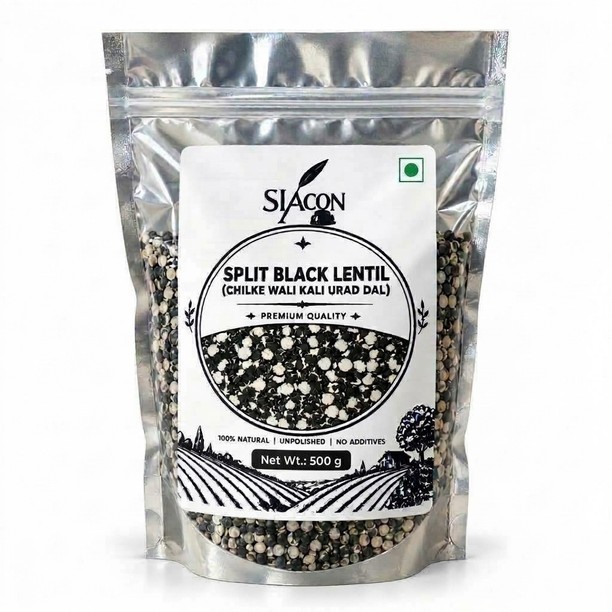 SIACON
SPLIT BLACK LENTIL
(CHILKE WALI KALI URAD DAL)
PREMIUM QUALITY
100% NATURAL | UNPOLISHED | NO ADDITIVES
Net Wt.: 500 g